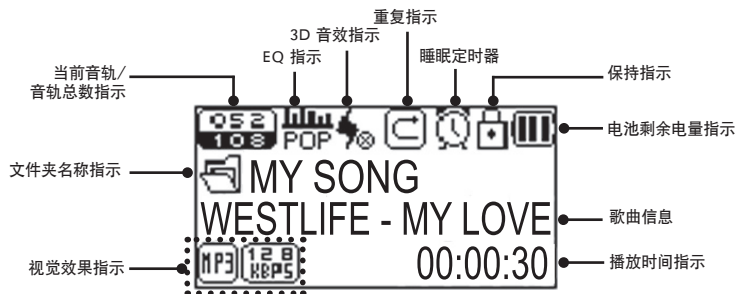 重复指示
3D 音效指示
EQ 指示
睡眠定时器
当前音轨/
音轨总数指示
保持指示
052
108
POP
电池剩余电量指示
文件夹名称指示
MY SONG
WESTLIFE - MY LOVE
歌曲信息
视觉效果指示
MP3
128
KBPS
00:00:30
播放时间指示